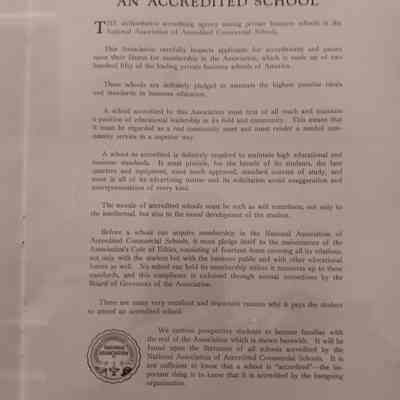 AN ACCREDITED SCHOOL
THE authoritative accrediting agency among private business schools is the
National Association of Accredited Commercial Schools.
This Association carefully inspects applicants for accreditment and passes
upon their fitness for membership in the Association, which is made up of two
hundred fifty of the leading private business schools of America.
These schools are definitely pledged to maintain the highest possible ideals
and standards in business education.
A school accredited by this Association must first of all reach and maintain
a position of educational leadership in its field and community. This means that
it must be regarded as a real community asset and must render a needed com-
munity service in a superior way.
A school so accredited is definitely required to maintain high educational and
business standards. It must provide, for the benefit of its students, the best
quarters and equipment, must teach approved, standard courses of study, and
must in all of its advertising matter and its solicitation avoid exaggeration and
misrepresentation of every kind.
The morale of accredited schools must be such as will contribute, not only to
the intellectual, but also to the moral development of the student.
Before a school can acquire membership in the National Association of
Accredited Commercial Schools, it must pledge itself to the maintenance of the
Association's Code of Ethics, consisting of fourteen items covering all its relations,
not only with the student but with the business public and with other educational
forces as well. No school can hold its membership unless it measures up to these
standards, and this compliance is enforced through annual inspections by the
Board of Governors of the Association.
There are many very excellent and important reasons why it pays the student
to attend an accredited school.
We caution prospective students to become familiar with
the seal of the Association which is shown herewith. It will be
found upon the literature of all schools accredited by the
National Association of Accredited Commercial Schools. It is
not sufficient to know that a school is "accredited"—the im-
portant thing is to know that it is accredited by the foregoing
organization.